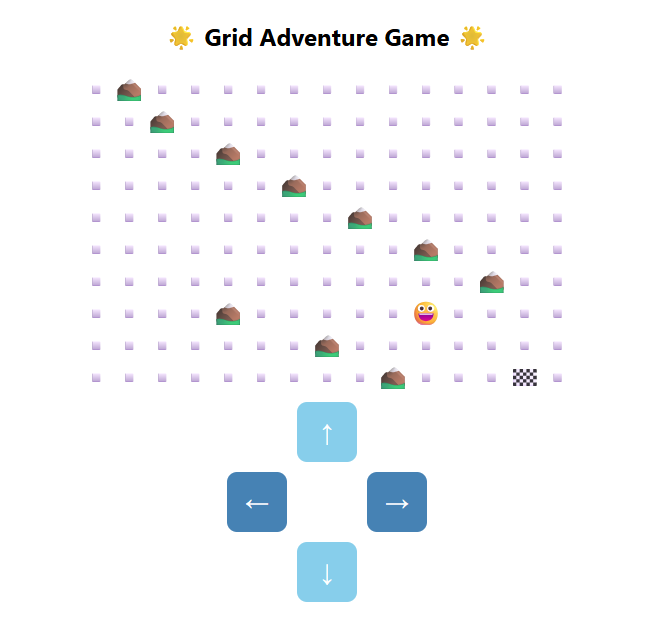 🌟 Grid Adventure Game 🌟
↑
← →
↓